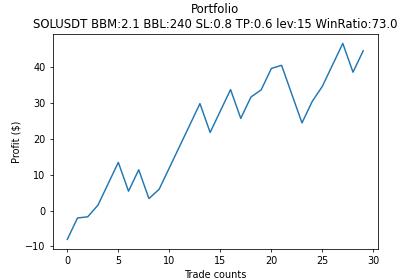 Portfolio
SOLUSDT BBM:2.1 BBL:240 SL:0.8 TP:0.6 lev:15 WinRatio:73.0
Profit ($)
40
30
20
10
0
−10
0 5 10 15 20 25 30
Trade counts